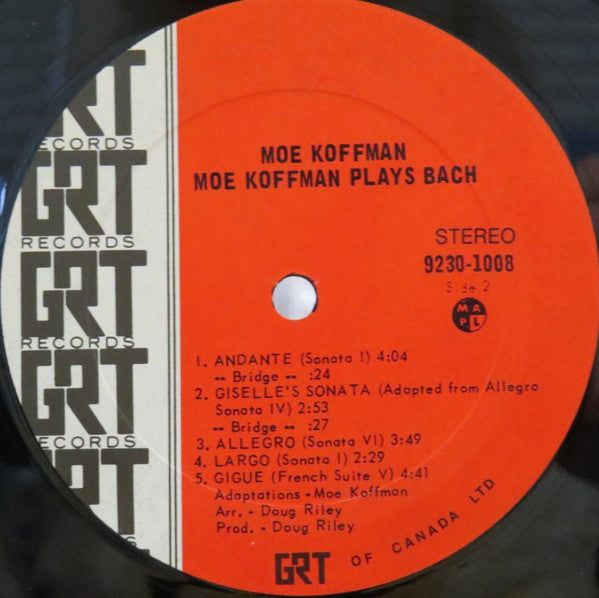 GRT
RECORDS
GRT
RECORDS
GRT
RECORDS
GRT
RECORDS
GRT
MOE KOFFMAN
MOE KOFFMAN PLAYS BACH
STEREO
9230-1008
Side 2
M A
P L
1. ANDANTE (Sonata I) 4:04
-- Bridge -- :24
2. GISELLE'S SONATA (Adapted from Allegro
Sonata IV) 2:53
-- Bridge -- :27
3. ALLEGRO (Sonata VI) 3:49
4. LARGO (Sonata I) 2:29
5. GIGUE (French Suite V) 4:41
Adaptations - Moe Koffman
Arr. - Doug Riley
Prod. - Doug Riley
GRT OF CANADA LTD